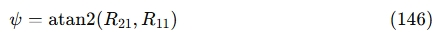 ψ = atan2(R₂₁, R₁₁) (146)